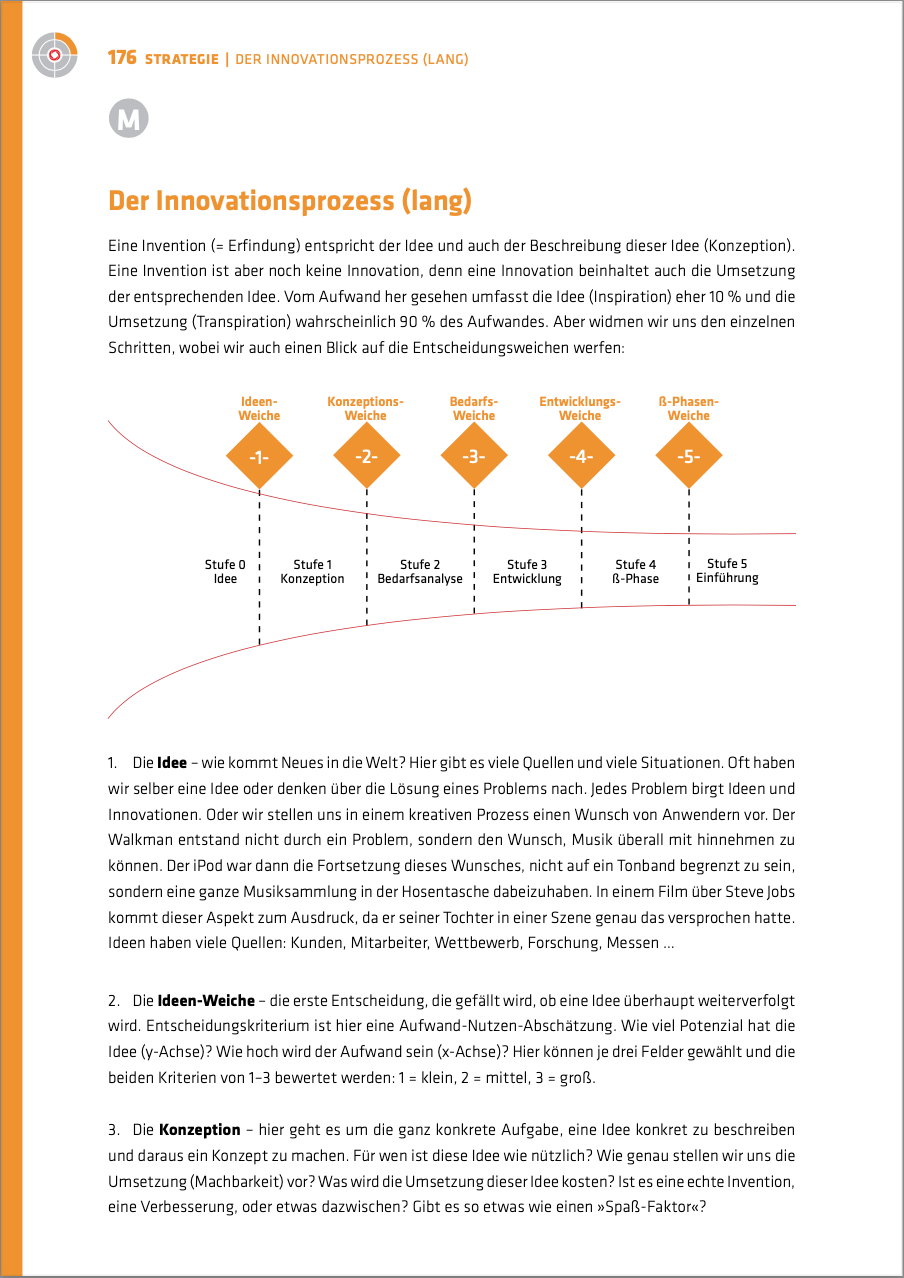 176 STRATEGIE | DER INNOVATIONSPROZESS (LANG)
M
Der Innovationsprozess (lang)
Eine Invention (= Erfindung) entspricht der Idee und auch der Beschreibung dieser Idee (Konzeption).
Eine Invention ist aber noch keine Innovation, denn eine Innovation beinhaltet auch die Umsetzung
der entsprechenden Idee. Vom Aufwand her gesehen umfasst die Idee (Inspiration) eher 10 % und die
Umsetzung (Transpiration) wahrscheinlich 90 % des Aufwandes. Aber widmen wir uns den einzelnen
Schritten, wobei wir auch einen Blick auf die Entscheidungsweichen werfen:
Ideen-
Weiche
Konzeptions-
Weiche
Bedarfs-
Weiche
Entwicklungs-
Weiche
ß-Phasen-
Weiche
-1-
-2-
-3-
-4-
-5-
Stufe 0
Idee
Stufe 1
Konzeption
Stufe 2
Bedarfsanalyse
Stufe 3
Entwicklung
Stufe 4
ß-Phase
Stufe 5
Einführung
1. Die Idee – wie kommt Neues in die Welt? Hier gibt es viele Quellen und viele Situationen. Oft haben
wir selber eine Idee oder denken über die Lösung eines Problems nach. Jedes Problem birgt Ideen und
Innovationen. Oder wir stellen uns in einem kreativen Prozess einen Wunsch von Anwendern vor. Der
Walkman entstand nicht durch ein Problem, sondern den Wunsch, Musik überall mit hinnehmen zu
können. Der iPod war dann die Fortsetzung dieses Wunsches, nicht auf ein Tonband begrenzt zu sein,
sondern eine ganze Musiksammlung in der Hosentasche dabeizuhaben. In einem Film über Steve Jobs
kommt dieser Aspekt zum Ausdruck, da er seiner Tochter in einer Szene genau das versprochen hatte.
Ideen haben viele Quellen: Kunden, Mitarbeiter, Wettbewerb, Forschung, Messen ...
2. Die Ideen-Weiche – die erste Entscheidung, die gefällt wird, ob eine Idee überhaupt weiterverfolgt
wird. Entscheidungskriterium ist hier eine Aufwand-Nutzen-Abschätzung. Wie viel Potenzial hat die
Idee (y-Achse)? Wie hoch wird der Aufwand sein (x-Achse)? Hier können je drei Felder gewählt und die
beiden Kriterien von 1–3 bewertet werden: 1 = klein, 2 = mittel, 3 = groß.
3. Die Konzeption – hier geht es um die ganz konkrete Aufgabe, eine Idee konkret zu beschreiben
und daraus ein Konzept zu machen. Für wen ist diese Idee wie nützlich? Wie genau stellen wir uns die
Umsetzung (Machbarkeit) vor? Was wird die Umsetzung dieser Idee kosten? Ist es eine echte Invention,
eine Verbesserung, oder etwas dazwischen? Gibt es so etwas wie einen »Spaß-Faktor«?